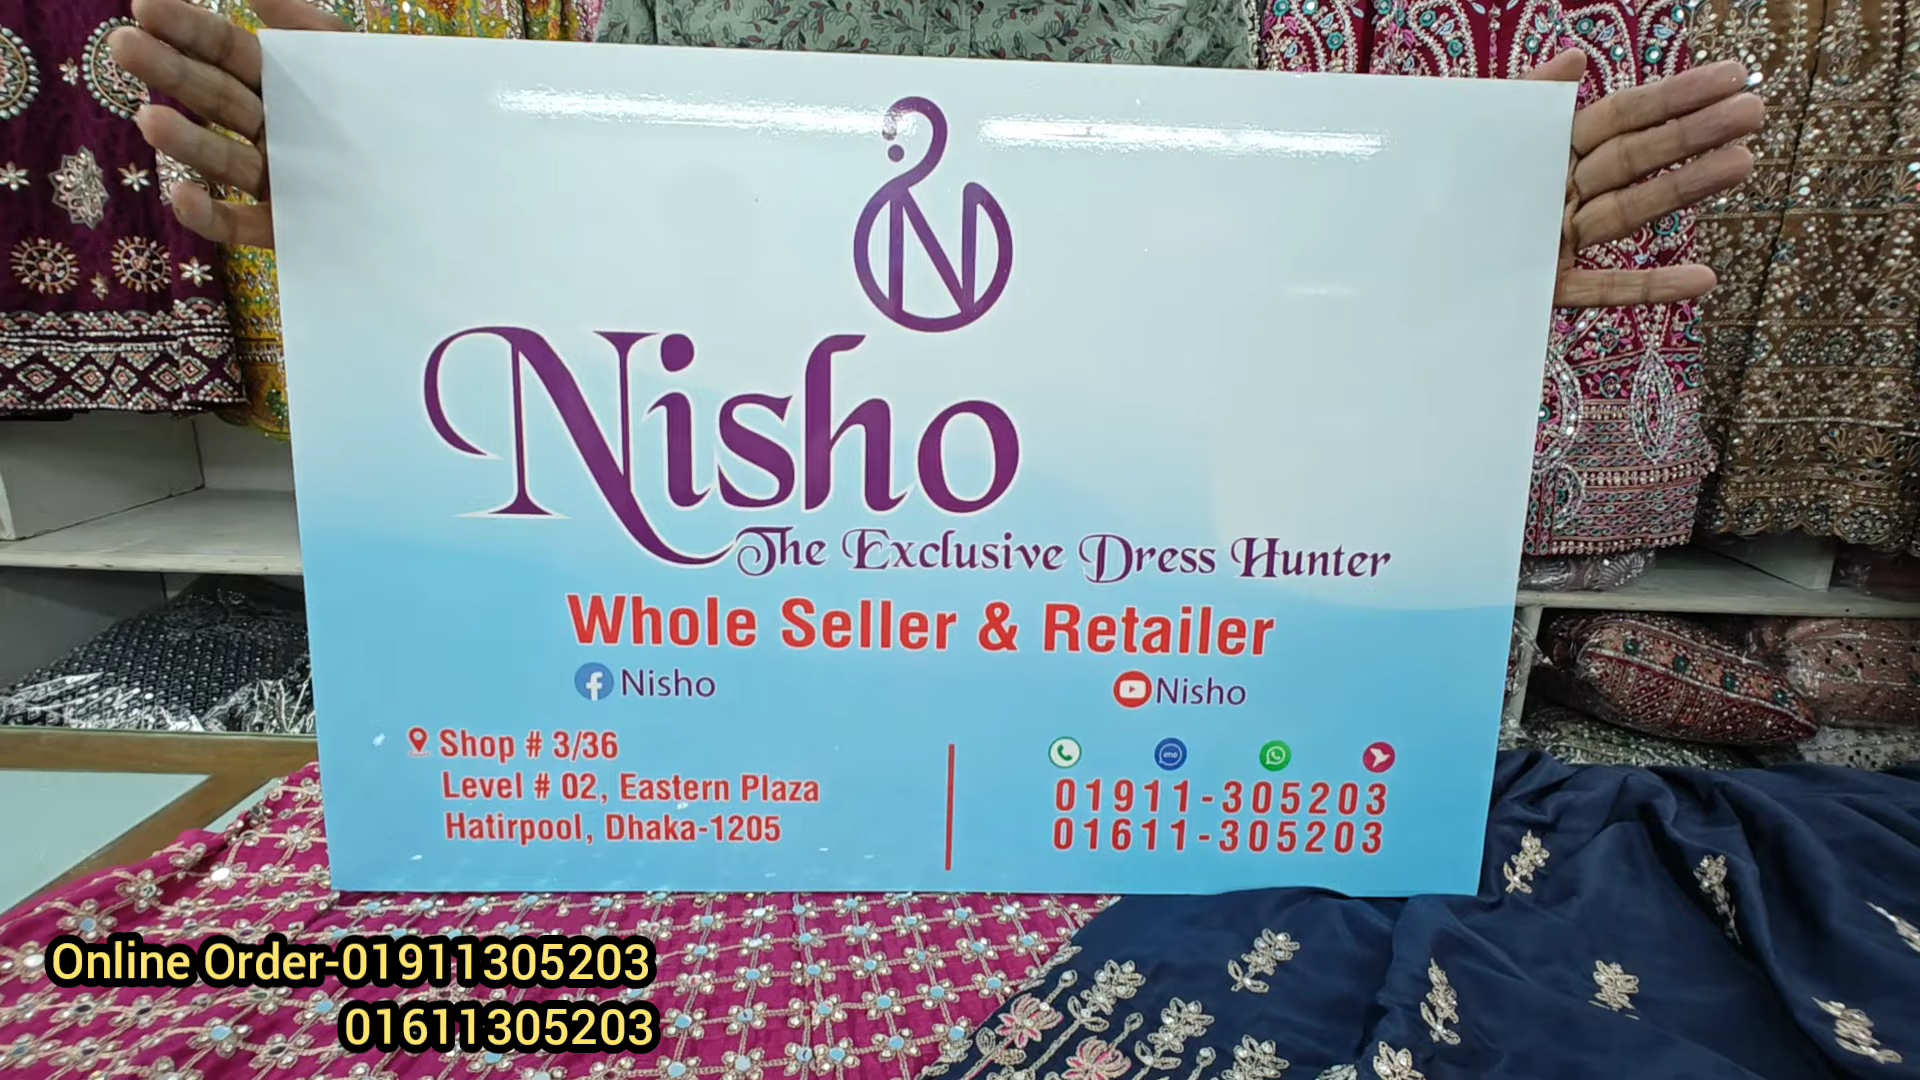 N
Nisho
The Exclusive Dress Hunter
Whole Seller & Retailer
Nisho
Nisho
Shop # 3/36
Level # 02, Eastern Plaza
Hatirpool, Dhaka-1205
imo
01911-305203
01611-305203
Online Order-01911305203
01611305203